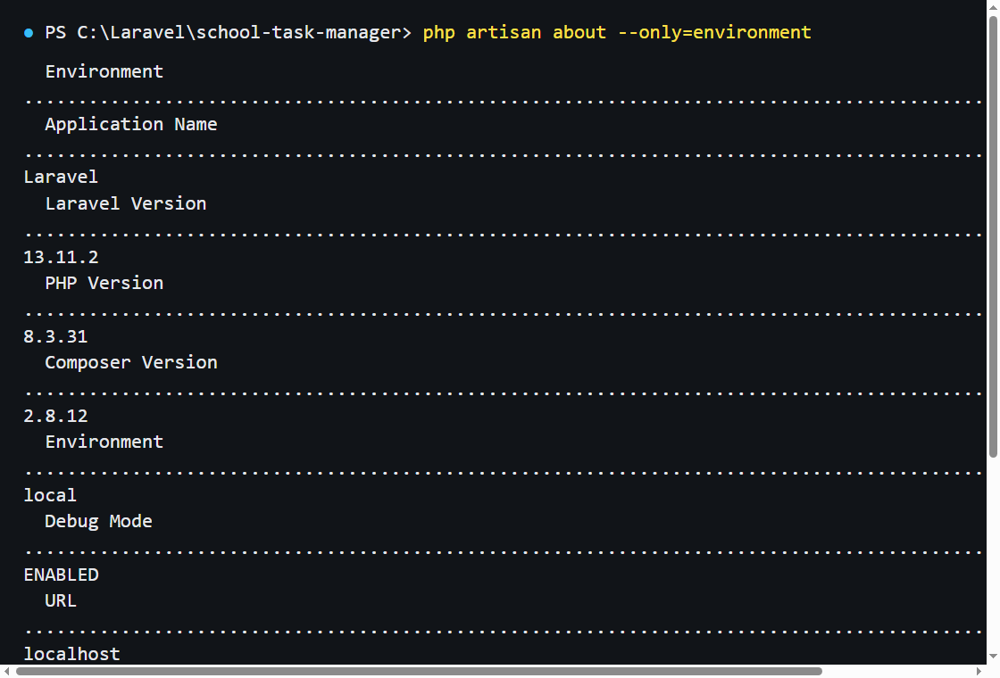 PS C:\Laravel\school-task-manager> php artisan about --only=environment
Environment
.........................................................................................
Application Name
.........................................................................................
Laravel
Laravel Version
.........................................................................................
13.11.2
PHP Version
.........................................................................................
8.3.31
Composer Version
.........................................................................................
2.8.12
Environment
.........................................................................................
local
Debug Mode
.........................................................................................
ENABLED
URL
.........................................................................................
localhost